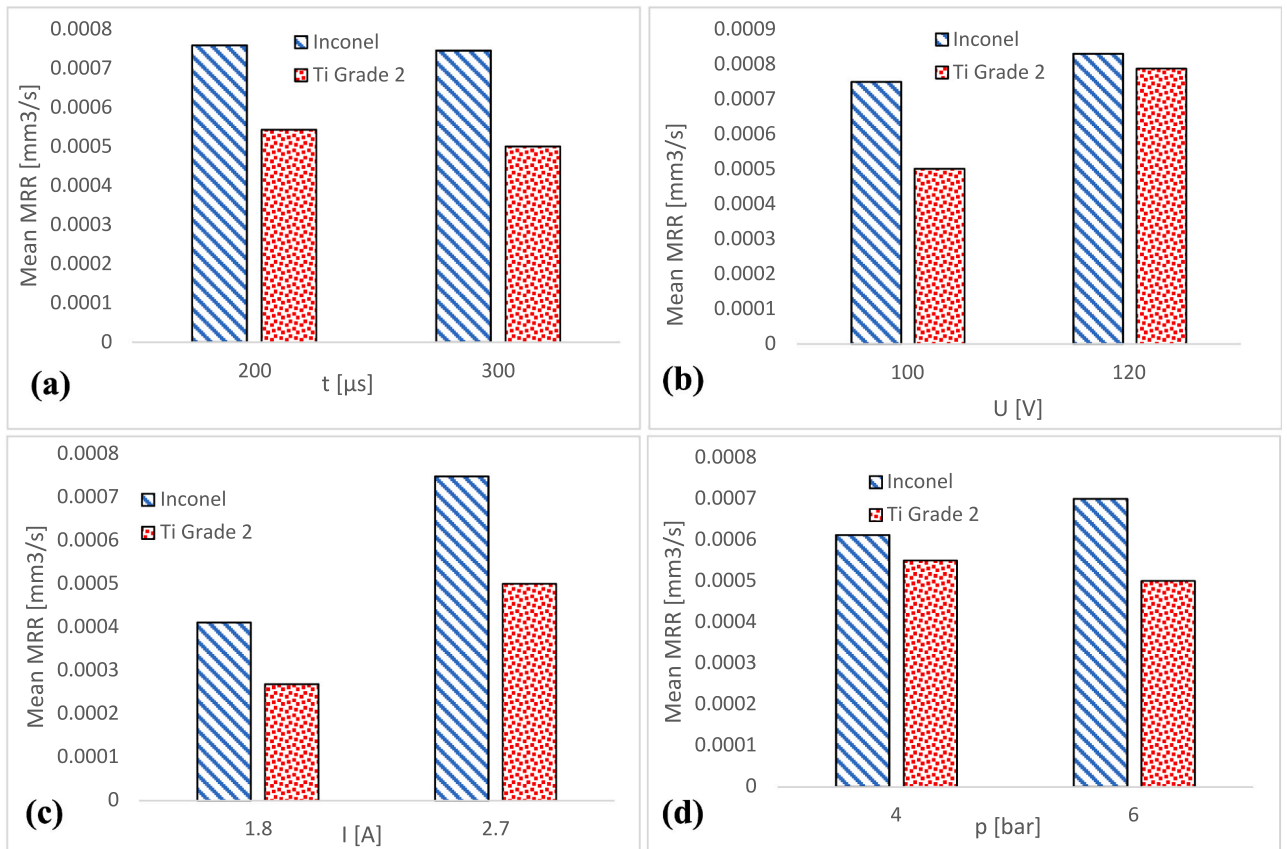 0.0008
0.0007
0.0006
0.0005
0.0004
0.0003
0.0002
0.0001
0
Mean MRR [mm3/s]
Inconel
Ti Grade 2
200
300
t [µs]
(a)
0.0009
0.0008
0.0007
0.0006
0.0005
0.0004
0.0003
0.0002
0.0001
0
Mean MRR [mm3/s]
Inconel
Ti Grade 2
100
120
U [V]
(b)
0.0008
0.0007
0.0006
0.0005
0.0004
0.0003
0.0002
0.0001
0
Mean MRR [mm3/s]
Inconel
Ti Grade 2
1.8
2.7
I [A]
(c)
0.0008
0.0007
0.0006
0.0005
0.0004
0.0003
0.0002
0.0001
0
Mean MRR [mm3/s]
Inconel
Ti Grade 2
4
6
p [bar]
(d)